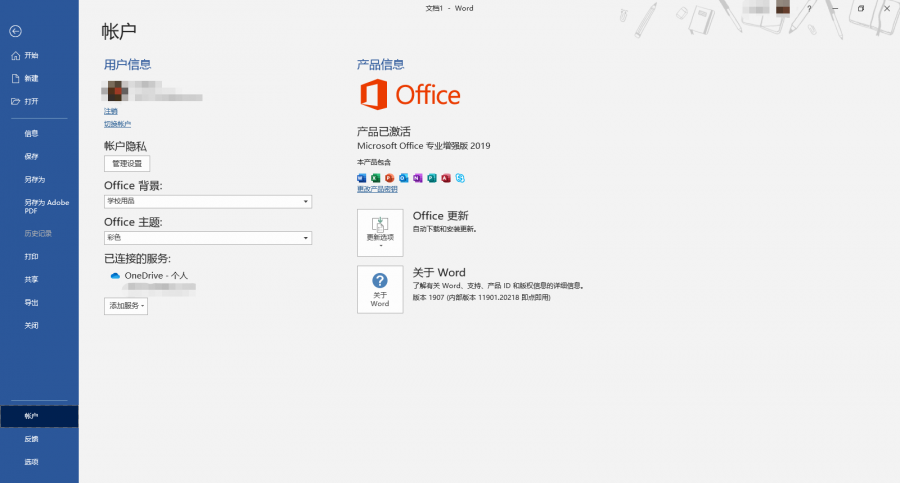 文档1 - Word
?
开始
新建
打开
信息
保存
另存为
另存为 Adobe
PDF
历史记录
打印
共享
导出
关闭
帐户
反馈
选项
帐户
用户信息
注销
切换帐户
帐户隐私
管理设置
Office 背景:
学校用品
Office 主题:
彩色
已连接的服务:
OneDrive - 个人
添加服务
产品信息
Office
产品已激活
Microsoft Office 专业增强版 2019
本产品包含
更改产品密钥
更新选项
Office 更新
自动下载和安装更新。
?
关于
Word
关于 Word
了解有关 Word、支持、产品 ID 和版权信息的详细信息。
版本 1907 (内部版本 11901.20218 即点即用)